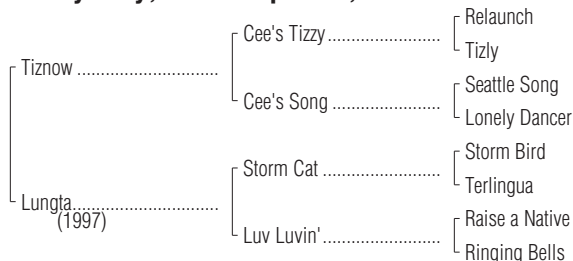 Relaunch
Cee's Tizzy
Tizly
Tiznow
Seattle Song
Cee's Song
Lonely Dancer
Storm Bird
Storm Cat
Terlingua
Lungta
(1997)
Raise a Native
Luv Luvin'
Ringing Bells